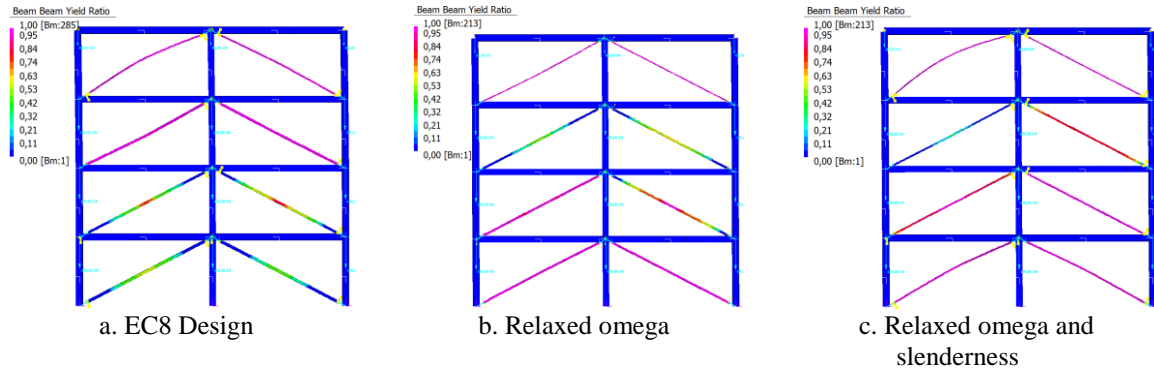 Beam Beam Yield Ratio
1,00 [Bm:285]
0,95
0,84
0,74
0,63
0,53
0,42
0,32
0,21
0,11
0,00 [Bm:1]
a. EC8 Design
Beam Beam Yield Ratio
1,00 [Bm:213]
0,95
0,84
0,74
0,63
0,53
0,42
0,32
0,21
0,11
0,00 [Bm:1]
b. Relaxed omega
Beam Beam Yield Ratio
1,00 [Bm:213]
0,95
0,84
0,74
0,63
0,53
0,42
0,32
0,21
0,11
0,00 [Bm:1]
c. Relaxed omega and
slenderness